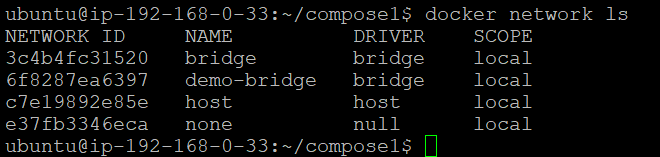 ubuntu@ip-192-168-0-33:~/compose1$ docker network ls
NETWORK ID     NAME          DRIVER    SCOPE
3c4b4fc31520   bridge        bridge    local
6f8287ea6397   demo-bridge   bridge    local
c7e19892e85e   host          host      local
e37fb3346eca   none          null      local
ubuntu@ip-192-168-0-33:~/compose1$